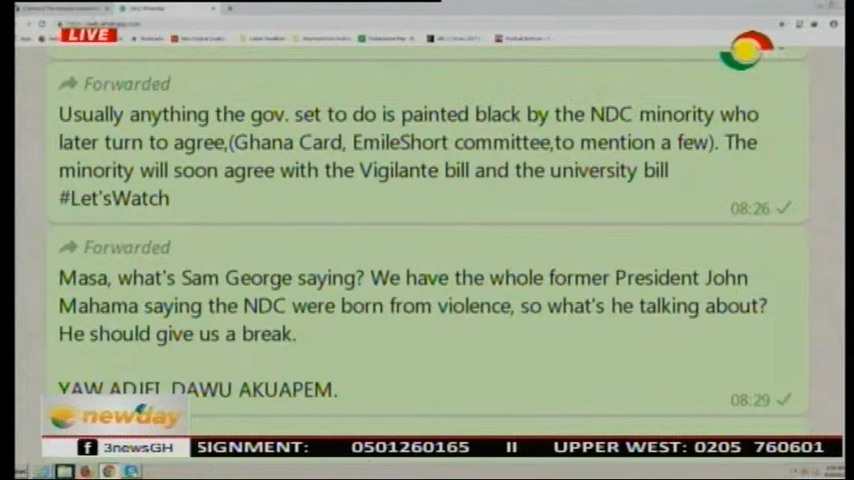 LIVE
Forwarded
Usually anything the gov. set to do is painted black by the NDC minority who
later turn to agree,(Ghana Card, EmileShort committee,to mention a few). The
minority will soon agree with the Vigilante bill and the university bill
#Let'sWatch
08:26
Forwarded
Masa, what's Sam George saying? We have the whole former President John
Mahama saying the NDC were born from violence, so what's he talking about?
He should give us a break.
YAW ADJEI, DAWU AKUAPEM.
08:29
newday
f 3newsGH SIGNMENT: 0501260165 II UPPER WEST: 0205 760601